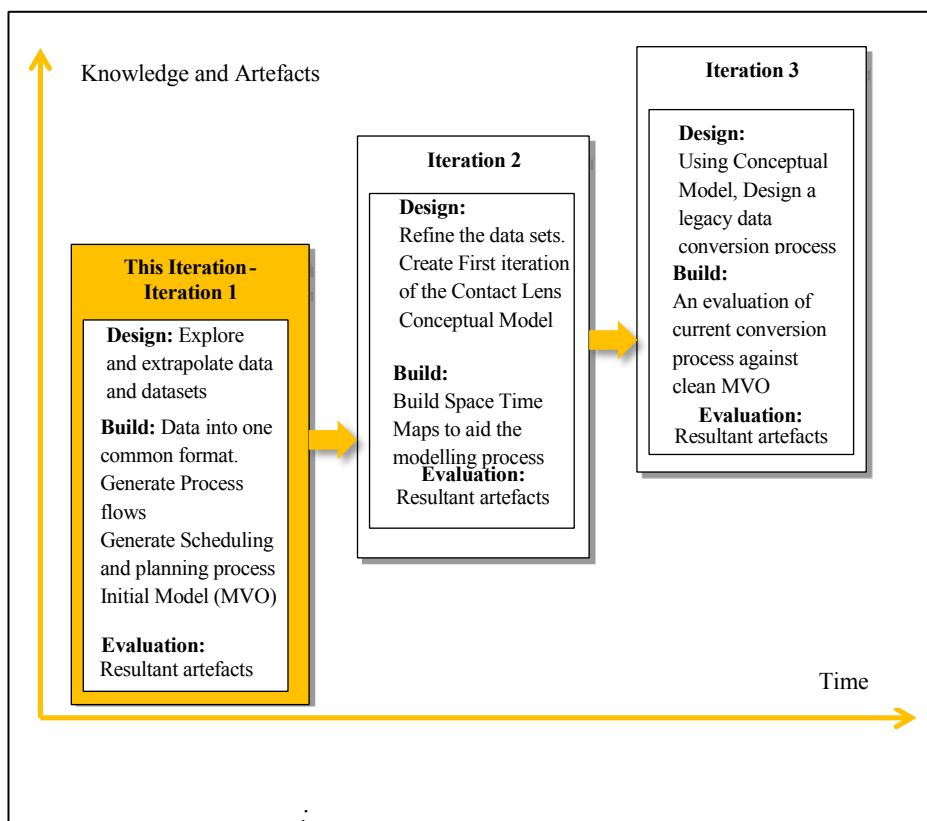 Knowledge and Artefacts
This Iteration-
Iteration 1
Design: Explore
and extrapolate data
and datasets
Build: Data into one
common format.
Generate Process
flows
Generate Scheduling
and planning process
Initial Model (MVO)
Evaluation:
Resultant artefacts
Iteration 2
Design:
Refine the data sets.
Create First iteration
of the Contact Lens
Conceptual Model
Build:
Build Space Time
Maps to aid the
modelling process
Evaluation:
Resultant artefacts
Iteration 3
Design:
Using Conceptual
Model, Design a
legacy data
conversion process
Build:
An evaluation of
current conversion
process against
clean MVO
Evaluation:
Resultant artefacts
Time